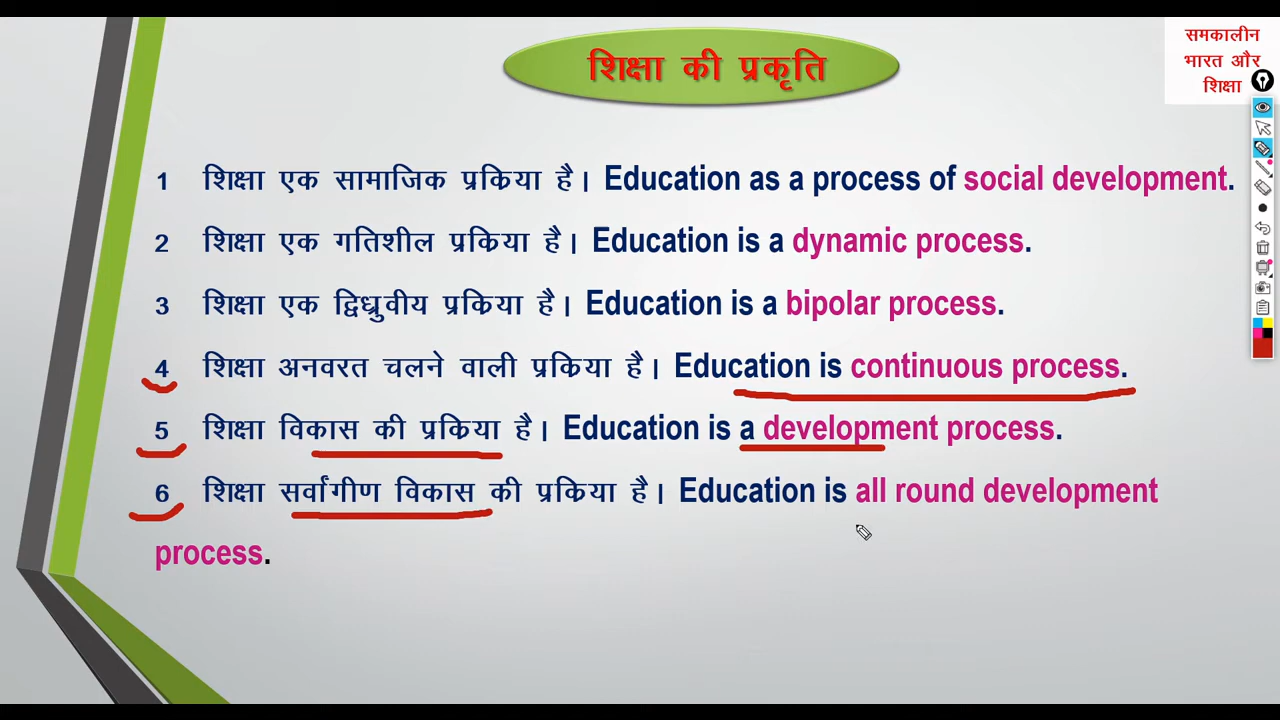 शिक्षा की प्रकृति
समकालीन
भारत और
शिक्षा
1 शिक्षा एक सामाजिक प्रकिया है। Education as a process of social development.
2 शिक्षा एक गतिशील प्रकिया है। Education is a dynamic process.
3 शिक्षा एक द्विध्रुवीय प्रकिया है। Education is a bipolar process.
4 शिक्षा अनवरत चलने वाली प्रकिया है। Education is continuous process.
5 शिक्षा विकास की प्रकिया है। Education is a development process.
6 शिक्षा सर्वांगीण विकास की प्रकिया है। Education is all round development
process.